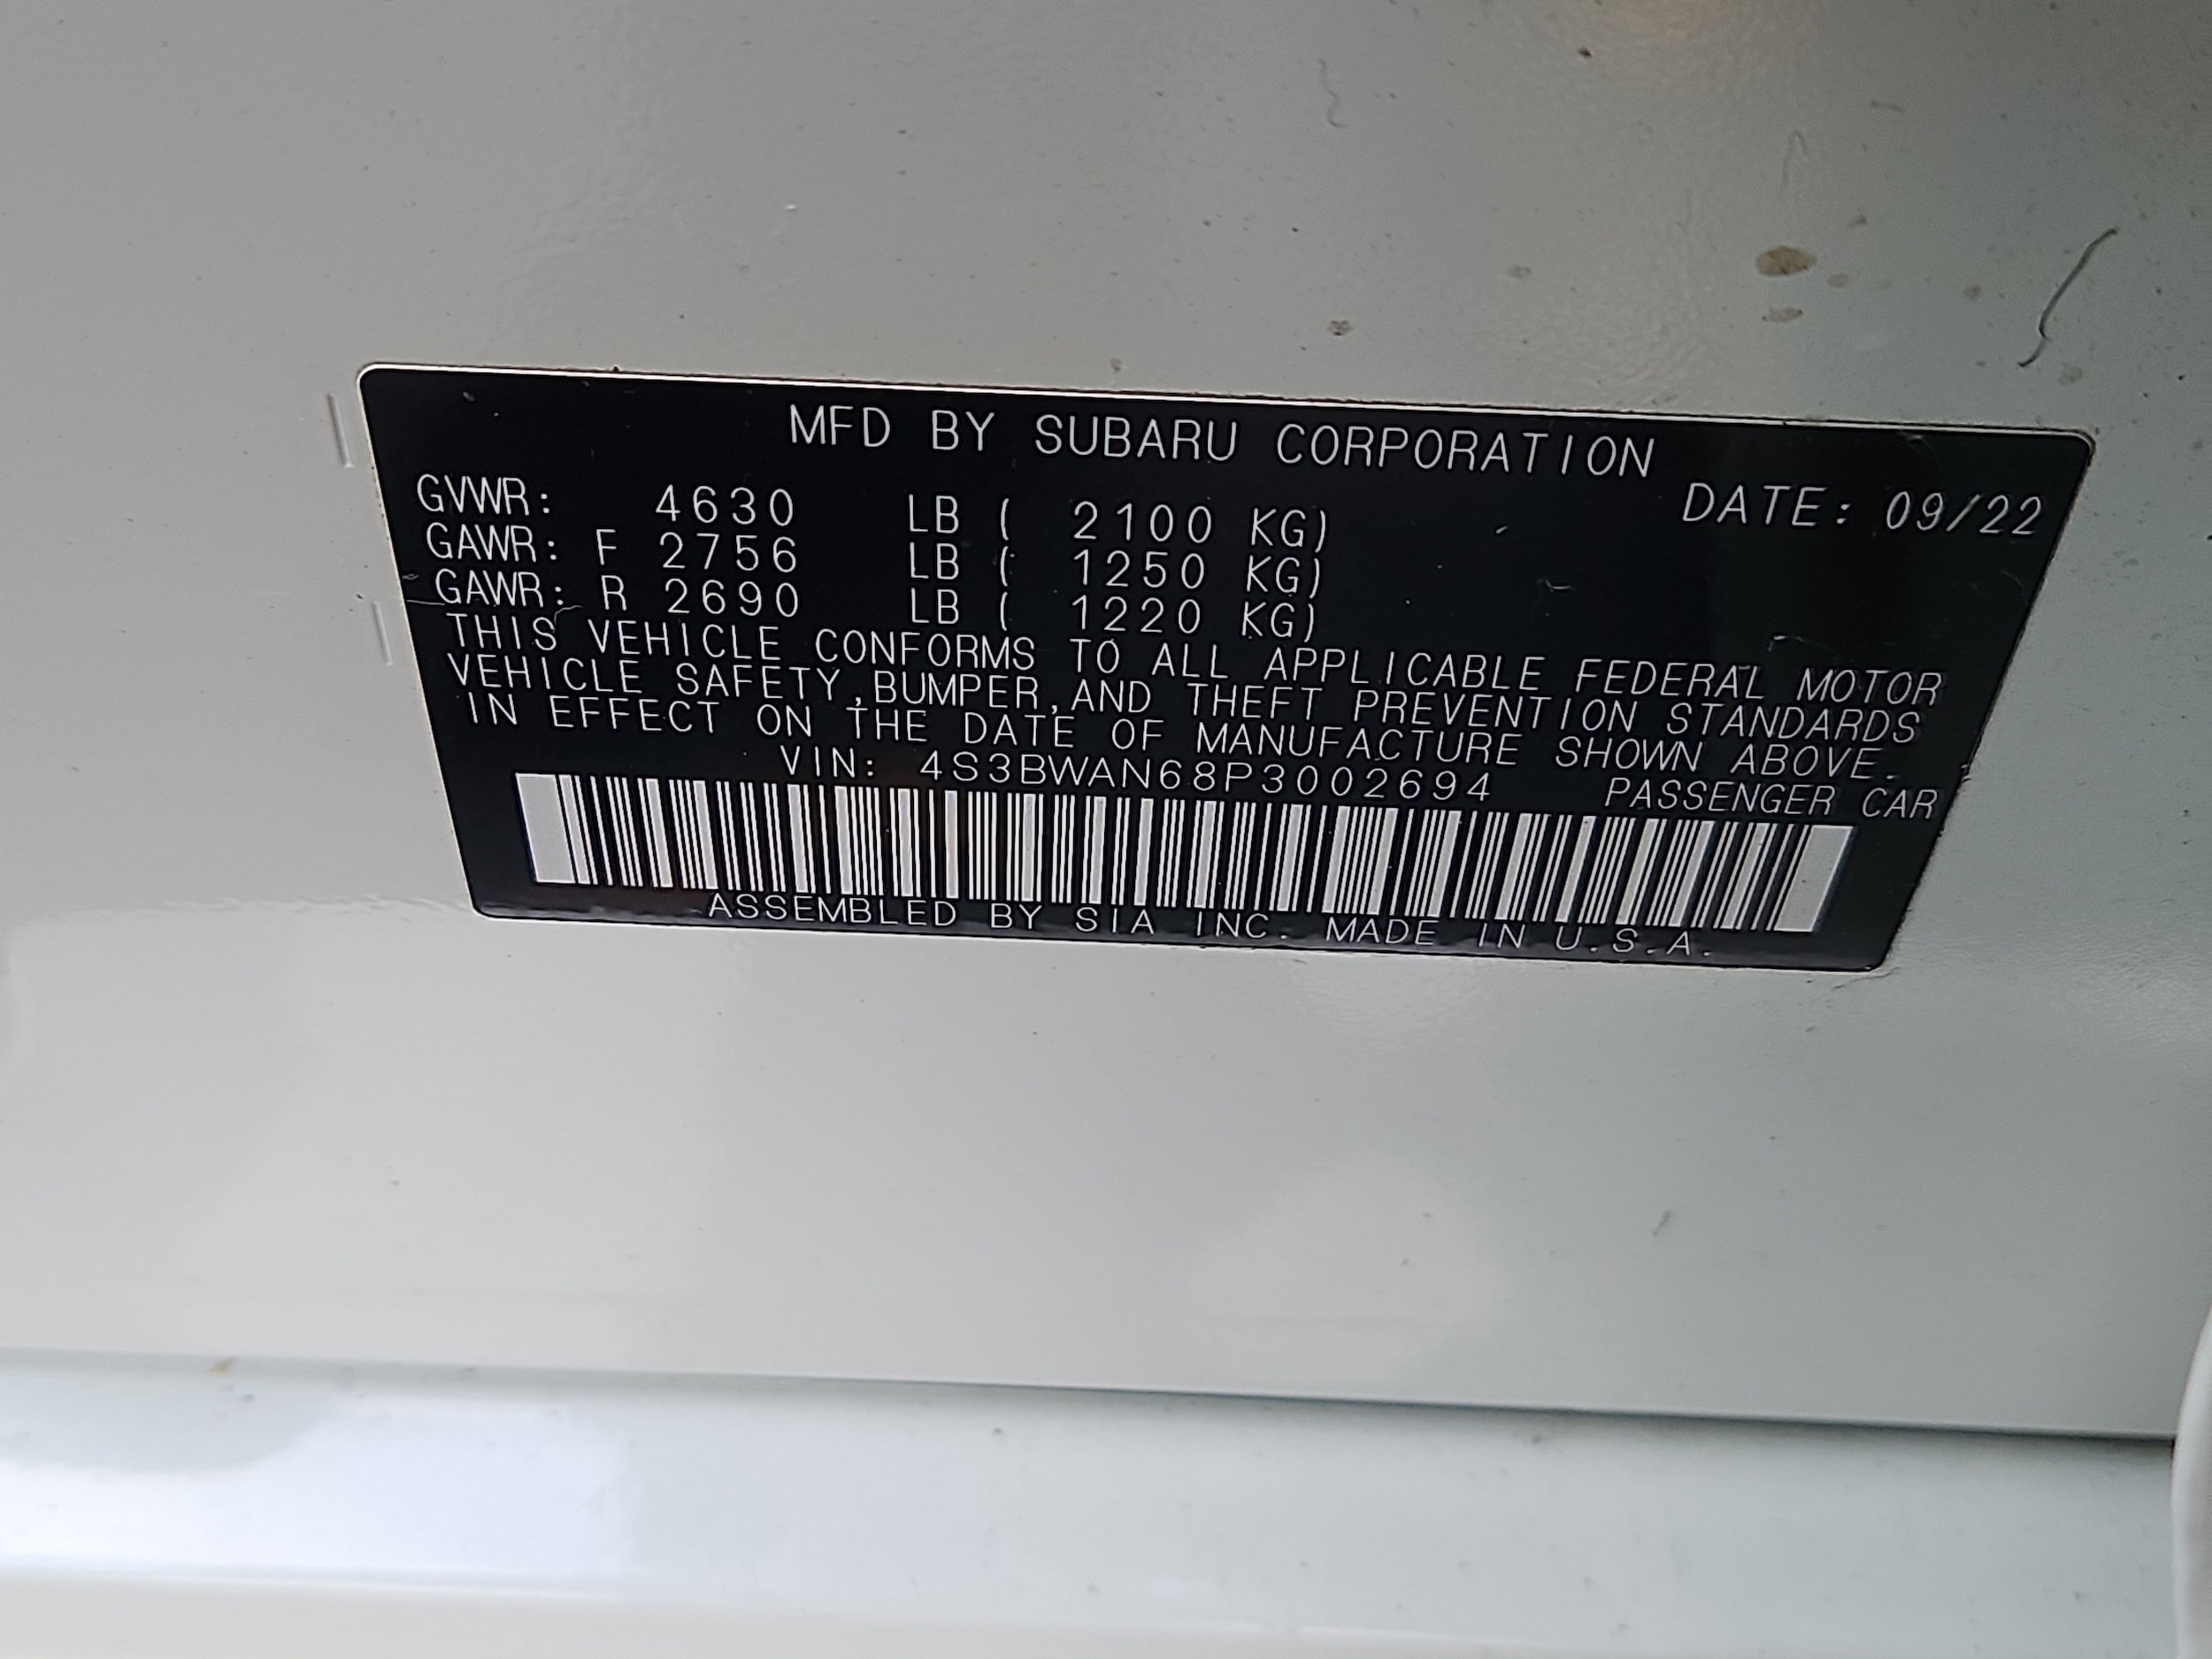 MFD BY SUBARU CORPORATION
DATE: 09/22
GVWR: 4630 LB ( 2100 KG)
GAWR: F 2756 LB ( 1250 KG)
GAWR: R 2690 LB ( 1220 KG)
THIS VEHICLE CONFORMS TO ALL APPLICABLE FEDERAL MOTOR
VEHICLE SAFETY,BUMPER,AND THEFT PREVENTION STANDARDS
IN EFFECT ON THE DATE OF MANUFACTURE SHOWN ABOVE.
VIN: 4S3BWAN68P3002694 PASSENGER CAR
ASSEMBLED BY SIA INC. MADE IN U.S.A.